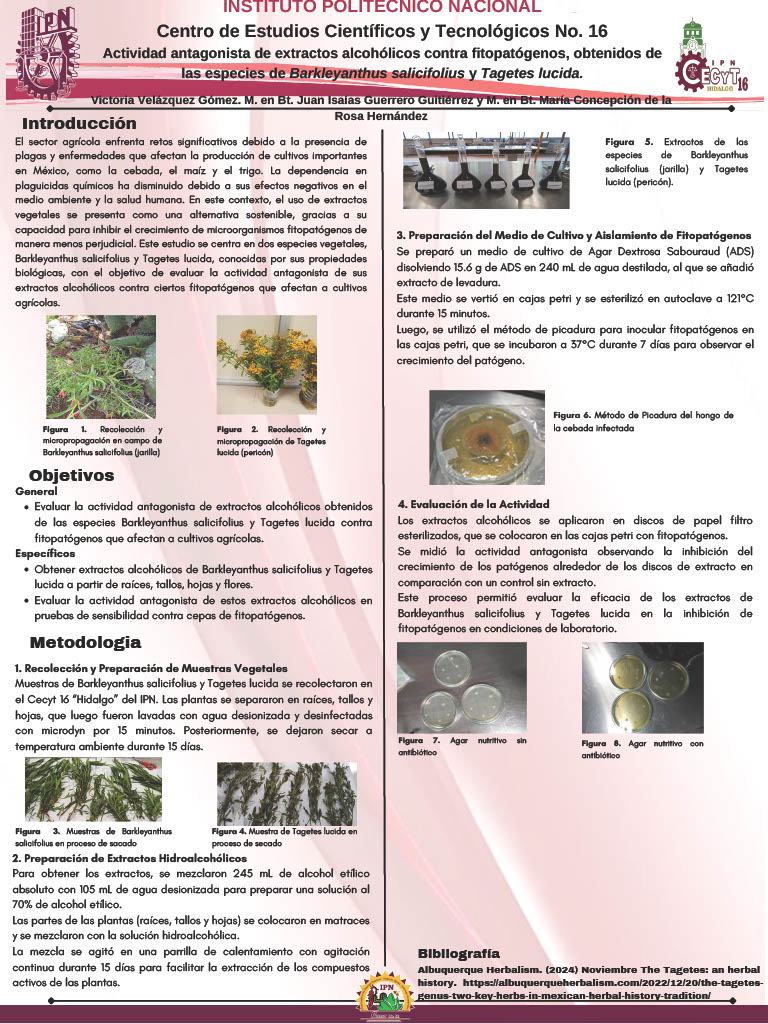 INSTITUTO POLITECNICO NACIONAL
Centro de Estudios Científicos y Tecnológicos No. 16
Actividad antagonista de extractos alcohólicos contra fitopatógenos, obtenidos de
las especies de Barkleyanthus salicifolius y Tagetes lucida.
Victoria Velázquez Gómez. M. en Bt. Juan Isaías Guerrero Guitiérrez y M. en Bt. María Concepción de la
Rosa Hernández
IPN
IPN
CECyT 16
HIDALGO
Introducción
El sector agrícola enfrenta retos significativos debido a la presencia de
plagas y enfermedades que afectan la producción de cultivos importantes
en México, como la cebada, el maíz y el trigo. La dependencia en
plaguicidas químicos ha disminuido debido a sus efectos negativos en el
medio ambiente y la salud humana. En este contexto, el uso de extractos
vegetales se presenta como una alternativa sostenible, gracias a su
capacidad para inhibir el crecimiento de microorganismos fitopatógenos de
manera menos perjudicial. Este estudio se centra en dos especies vegetales,
Barkleyanthus salicifolius y Tagetes lucida, conocidas por sus propiedades
biológicas, con el objetivo de evaluar la actividad antagonista de sus
extractos alcohólicos contra ciertos fitopatógenos que afectan a cultivos
agrícolas.
Figura 1. Recolección y
micropropagación en campo de
Barkleyanthus salicifolius (jarilla)
Figura 2. Recolección y
micropropagación de Tagetes
lucida (pericón)
Objetivos
General
• Evaluar la actividad antagonista de extractos alcohólicos obtenidos
de las especies Barkleyanthus salicifolius y Tagetes lucida contra
fitopatógenos que afectan a cultivos agrícolas.
Específicos
• Obtener extractos alcohólicos de Barkleyanthus salicifolius y Tagetes
lucida a partir de raíces, tallos, hojas y flores.
• Evaluar la actividad antagonista de estos extractos alcohólicos en
pruebas de sensibilidad contra cepas de fitopatógenos.
Metodologia
1. Recolección y Preparación de Muestras Vegetales
Muestras de Barkleyanthus salicifolius y Tagetes lucida se recolectaron en
el Cecyt 16 “Hidalgo” del IPN. Las plantas se separaron en raíces, tallos y
hojas, que luego fueron lavadas con agua desionizada y desinfectadas
con microdyn por 15 minutos. Posteriormente, se dejaron secar a
temperatura ambiente durante 15 días.
Figura 3. Muestras de Barkleyanthus
salicifolius en proceso de sacado
Figura 4. Muestra de Tagetes lucida en
proceso de secado
2. Preparación de Extractos Hidroalcohólicos
Para obtener los extractos, se mezclaron 245 mL de alcohol etílico
absoluto con 105 mL de agua desionizada para preparar una solución al
70% de alcohol etílico.
Las partes de las plantas (raíces, tallos y hojas) se colocaron en matraces
y se mezclaron con la solución hidroalcohólica.
La mezcla se agitó en una parrilla de calentamiento con agitación
continua durante 15 días para facilitar la extracción de los compuestos
activos de las plantas.
Figura 5. Extractos de las
especies de Barkleyanthus
salicifolius (jarilla) y Tagetes
lucida (pericón).
3. Preparación del Medio de Cultivo y Aislamiento de Fitopatógenos
Se preparó un medio de cultivo de Agar Dextrosa Sabouraud (ADS)
disolviendo 15.6 g de ADS en 240 mL de agua destilada, al que se añadió
extracto de levadura.
Este medio se vertió en cajas petri y se esterilizó en autoclave a 121°C
durante 15 minutos.
Luego, se utilizó el método de picadura para inocular fitopatógenos en
las cajas petri, que se incubaron a 37°C durante 7 días para observar el
crecimiento del patógeno.
Figura 6. Método de Picadura del hongo de
la cebada infectada
4. Evaluación de la Actividad
Los extractos alcohólicos se aplicaron en discos de papel filtro
esterilizados, que se colocaron en las cajas petri con fitopatógenos.
Se midió la actividad antagonista observando la inhibición del
crecimiento de los patógenos alrededor de los discos de extracto en
comparación con un control sin extracto.
Este proceso permitió evaluar la eficacia de los extractos de
Barkleyanthus salicifolius y Tagetes lucida en la inhibición de
fitopatógenos en condiciones de laboratorio.
Figura 7. Agar nutritivo sin
antibiótico
Figura 8. Agar nutritivo con
antibiótico
Bibliografía
Albuquerque Herbalism. (2024) Noviembre The Tagetes: an herbal
history. https://albuquerqueherbalism.com/2022/12/20/the-tagetes-
genus-two-key-herbs-in-mexican-herbal-history-tradition/
IPN